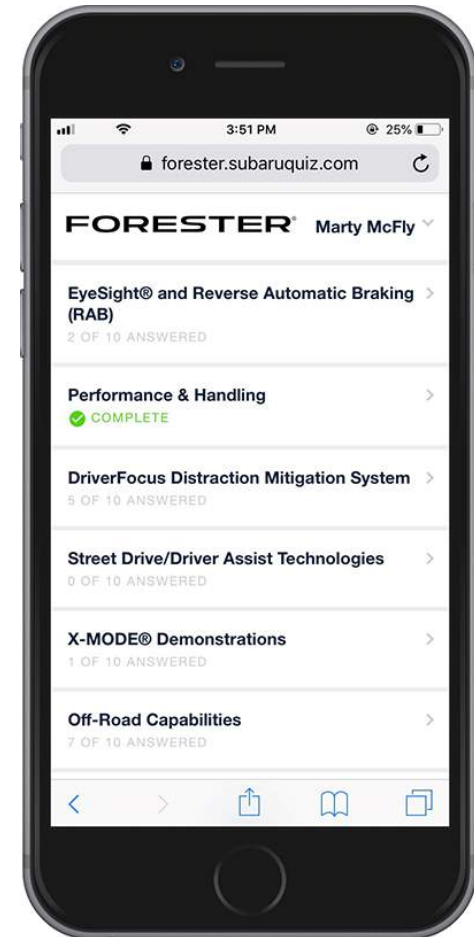 3:51 PM
25%
forester.subaruquiz.com
FORESTER® Marty McFly
EyeSight® and Reverse Automatic Braking
(RAB)
2 OF 10 ANSWERED
Performance & Handling
COMPLETE
DriverFocus Distraction Mitigation System
5 OF 10 ANSWERED
Street Drive/Driver Assist Technologies
0 OF 10 ANSWERED
X-MODE® Demonstrations
1 OF 10 ANSWERED
Off-Road Capabilities
7 OF 10 ANSWERED